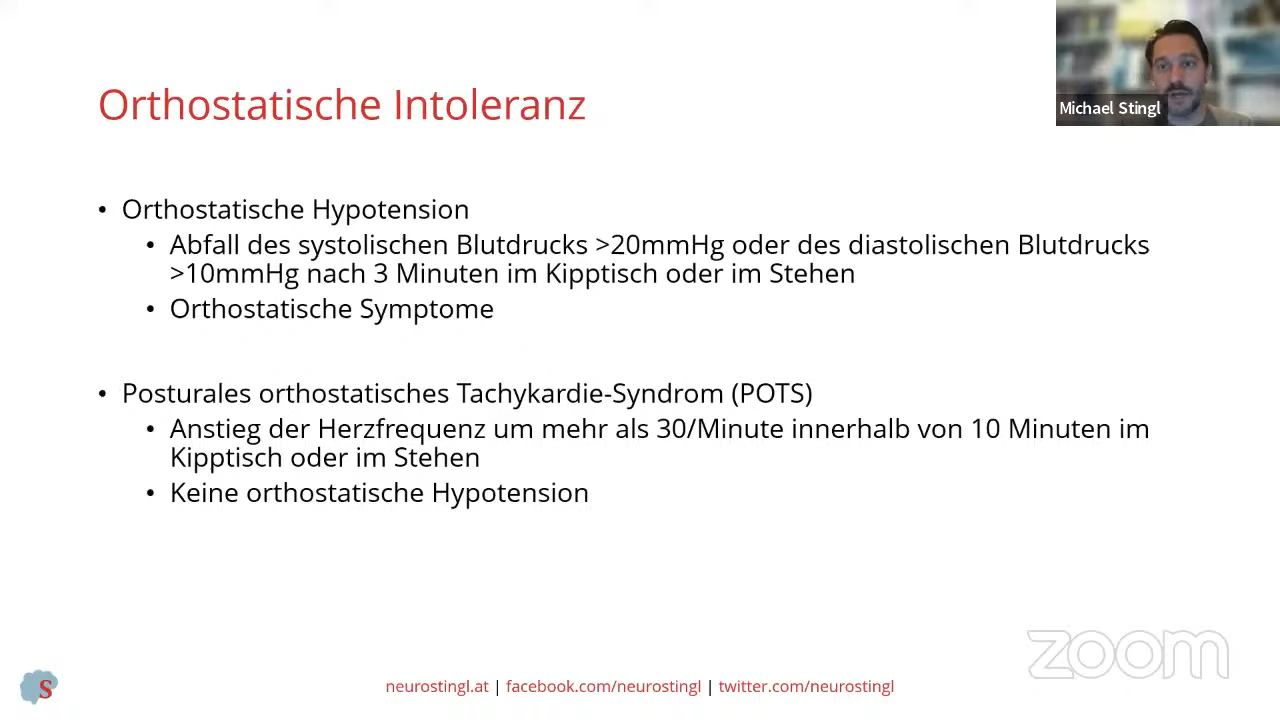 Michael Stingl
Orthostatische Intoleranz
• Orthostatische Hypotension
• Abfall des systolischen Blutdrucks >20mmHg oder des diastolischen Blutdrucks
>10mmHg nach 3 Minuten im Kipptisch oder im Stehen
• Orthostatische Symptome
• Posturales orthostatisches Tachykardie-Syndrom (POTS)
• Anstieg der Herzfrequenz um mehr als 30/Minute innerhalb von 10 Minuten im
Kipptisch oder im Stehen
• Keine orthostatische Hypotension
zoom
S
neurostingl.at | facebook.com/neurostingl | twitter.com/neurostingl